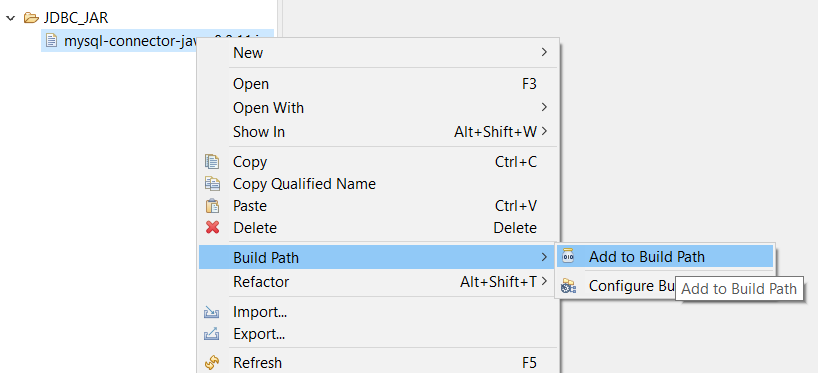 JDBC_JAR
mysql-connector-jav
New
Open F3
Open With
Show In Alt+Shift+W
Copy Ctrl+C
Copy Qualified Name
Paste Ctrl+V
Delete Delete
Build Path
Add to Build Path
Refactor Alt+Shift+T
Configure Bu
Add to Build Path
Import...
Export...
Refresh F5